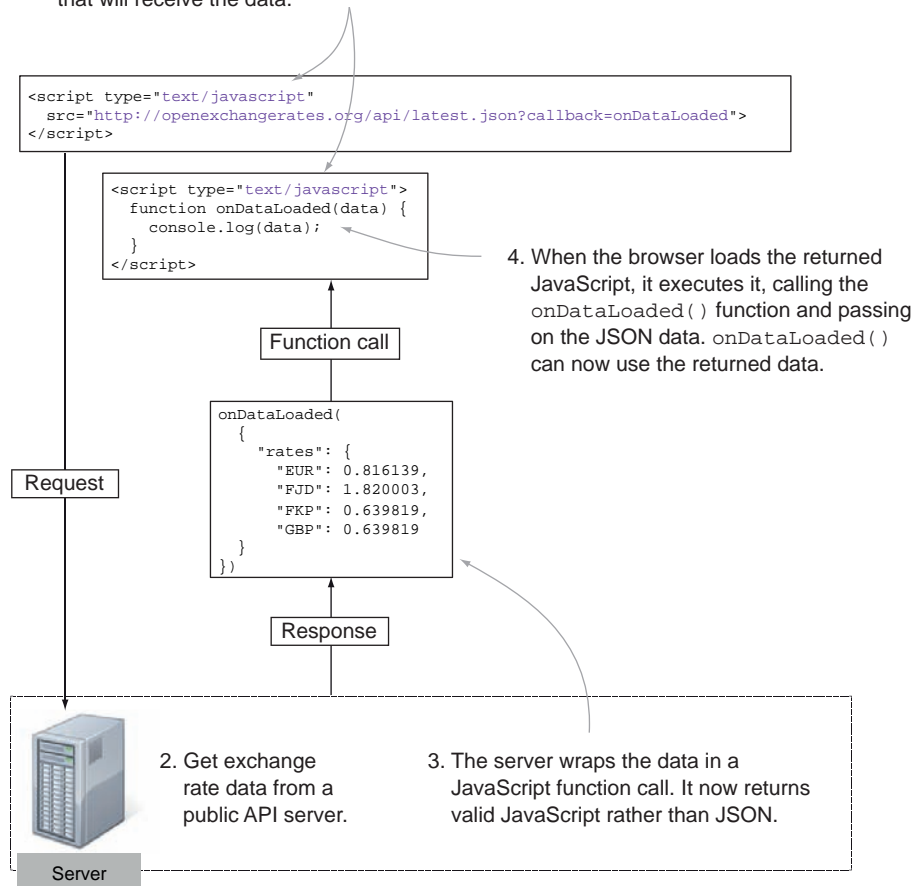 that will receive the data.
<script type="text/javascript"
src="http://openexchangerates.org/api/latest.json?callback=onDataLoaded">
</script>
<script type="text/javascript">
function onDataLoaded(data) {
console.log(data);
}
</script>
4. When the browser loads the returned
JavaScript, it executes it, calling the
onDataLoaded() function and passing
on the JSON data. onDataLoaded()
can now use the returned data.
Function call
onDataLoaded(
{
"rates": {
"EUR": 0.816139,
"FJD": 1.820003,
"FKP": 0.639819,
"GBP": 0.639819
}
})
Request
Response
2. Get exchange
rate data from a
public API server.
3. The server wraps the data in a
JavaScript function call. It now returns
valid JavaScript rather than JSON.
Server